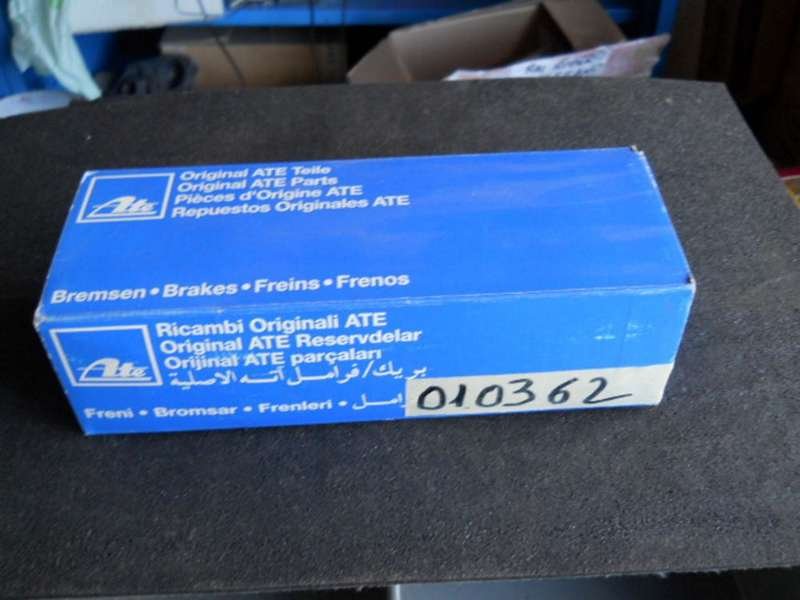 Ate
Original ATE Teile
Original ATE Parts
Pièces d'Origine ATE
Repuestos Originales ATE
Bremsen • Brakes • Freins • Frenos
Ate
Ricambi Originali ATE
Original ATE Reservdelar
Orijinal ATE parçaları
بريك/فرامل آته الاصلية
Freni • Bromsar • Frenleri •
010362